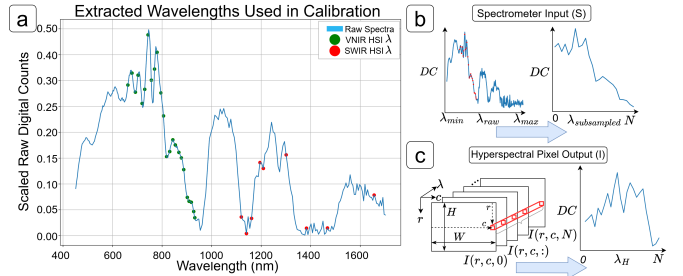 a
Extracted Wavelengths Used in Calibration
Raw Spectra
VNIR HSI λ
SWIR HSI λ
Scaled Raw Digital Counts
0.50
0.45
0.40
0.35
0.30
0.25
0.20
0.15
0.10
0.05
0.00
400 600 800 1000 1200 1400 1600
Wavelength (nm)
b
Spectrometer Input (S)
DC
λmin λraw λmax
DC
0 λsubsampled N
c
Hyperspectral Pixel Output (I)
λ
c
r
H
W
r
c
I(r, c, N)
I(r, c, :)
I(r, c, 0)
DC
0 λH N